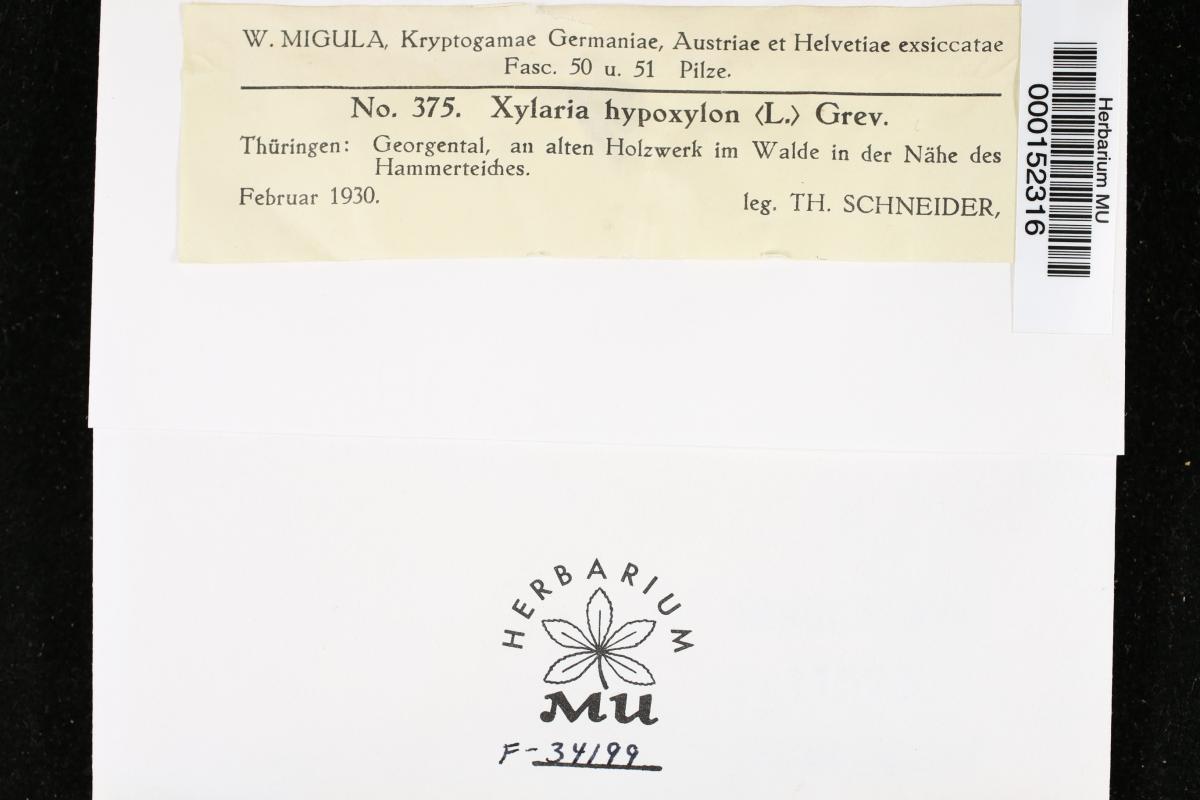 W. MIGULA, Kryptogamae Germaniae, Austriae et Helvetiae exsiccatae
Fasc. 50 u. 51 Pilze.
No. 375. Xylaria hypoxylon ⟨L.⟩ Grev.
Thüringen: Georgental, an alten Holzwerk im Walde in der Nähe des
Hammerteiches.
Februar 1930.
leg. TH. SCHNEIDER,
Herbarium MU
000152316
HERBARIUM
MU
F-34199